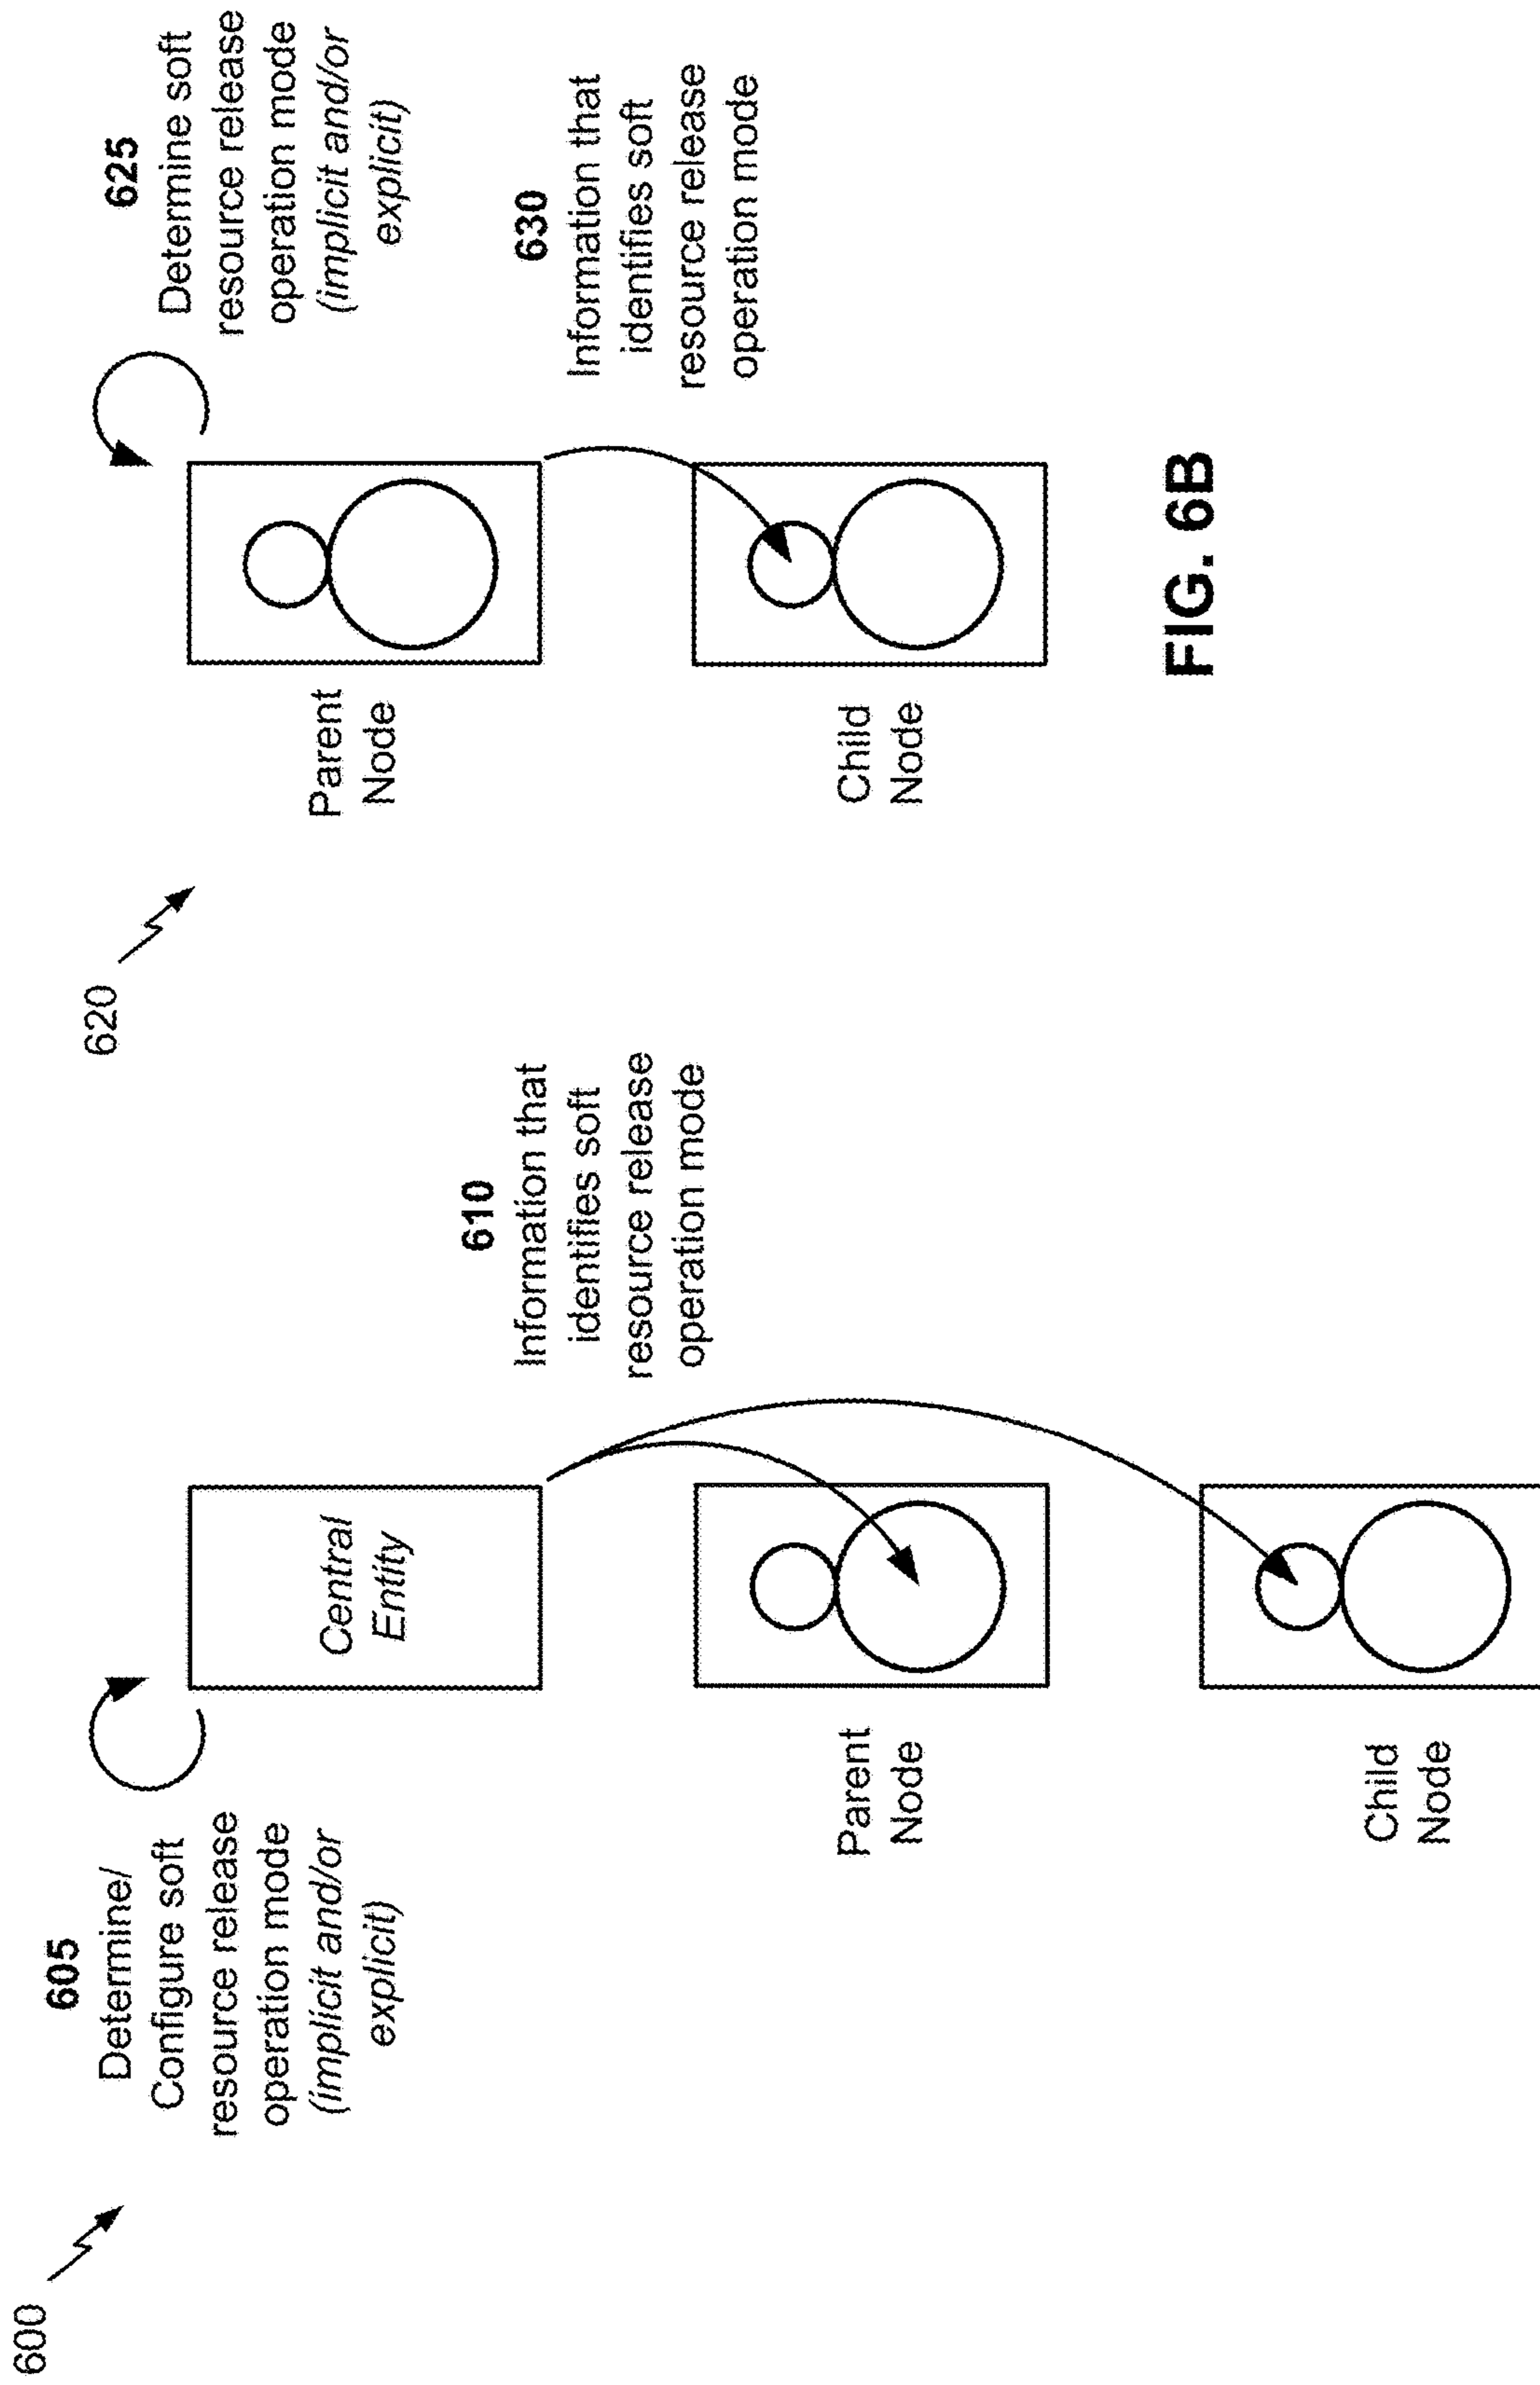 600
605
Determine/
Configure soft
resource release
operation mode
(implicit and/or
explicit)
Central
Entity
610
Information that
identifies soft
resource release
operation mode
Parent
Node
Child
Node
620
625
Determine soft
resource release
operation mode
(implicit and/or
explicit)
Parent
Node
630
Information that
identifies soft
resource release
operation mode
Child
Node
FIG. 6B